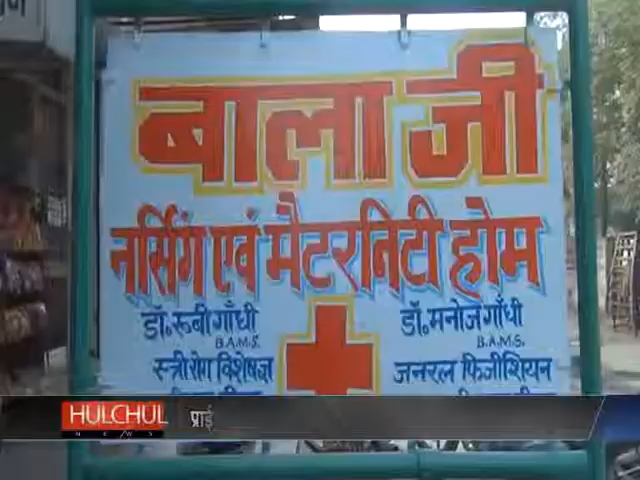 बालाजी
नर्सिंग एवं मैटरनिटी होम
डॉ॰ रूबी गाँधी
B.A.M.S.
स्त्री रोग विशेषज्ञ
डॉ॰ मनोज गाँधी
B.A.M.S.
जनरल फिजीशियन
HULCHUL
NEWS
प्राई